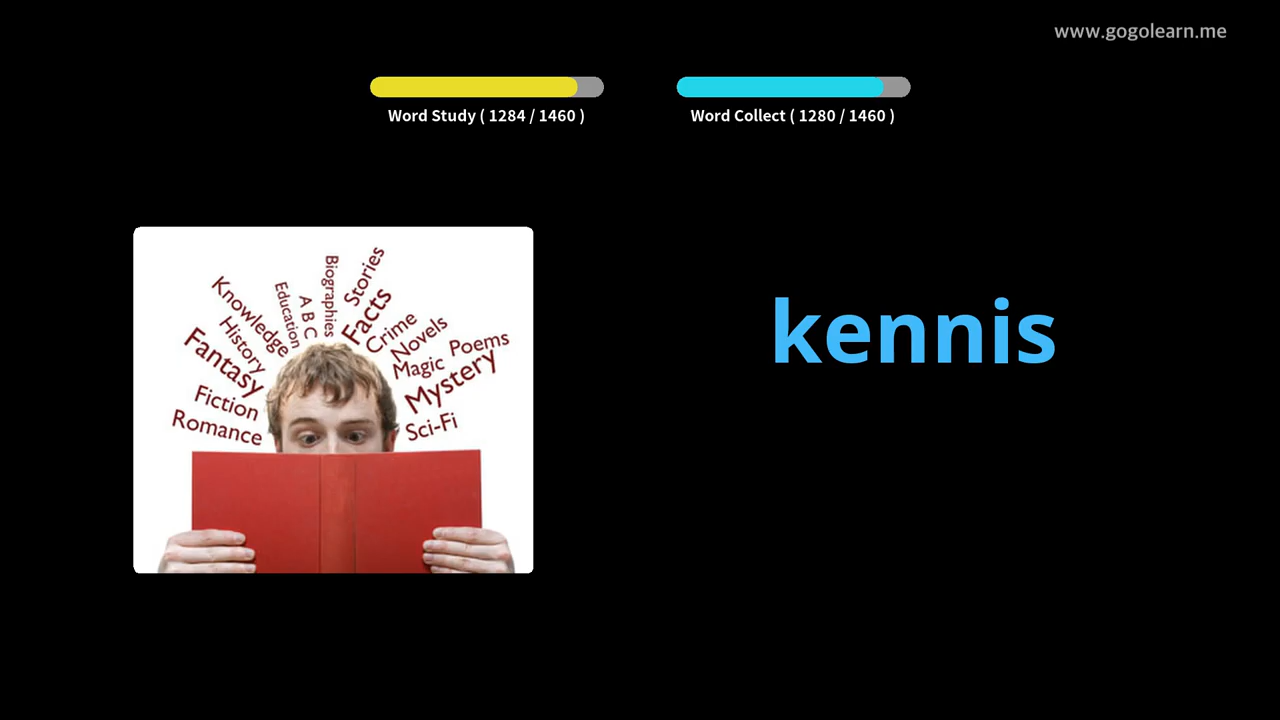 www.gogolearn.me
Word Study ( 1284 / 1460 )
Word Collect ( 1280 / 1460 )
Romance
Fiction
Fantasy
History
Knowledge
Education
A B C
Biographies
Stories
Facts
Crime
Novels
Magic
Poems
Mystery
Sci-Fi
kennis